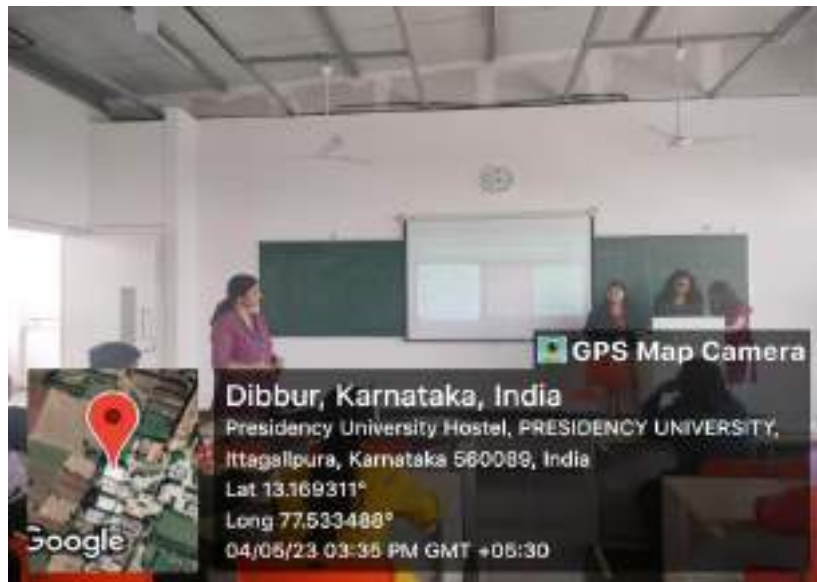 GPS Map Camera
Dibbur, Karnataka, India
Presidency University Hostel, PRESIDENCY UNIVERSITY,
Ittagallpura, Karnataka 560089, India
Lat 13.169311°
Long 77.533488°
04/05/23 03:35 PM GMT +05:30
Google